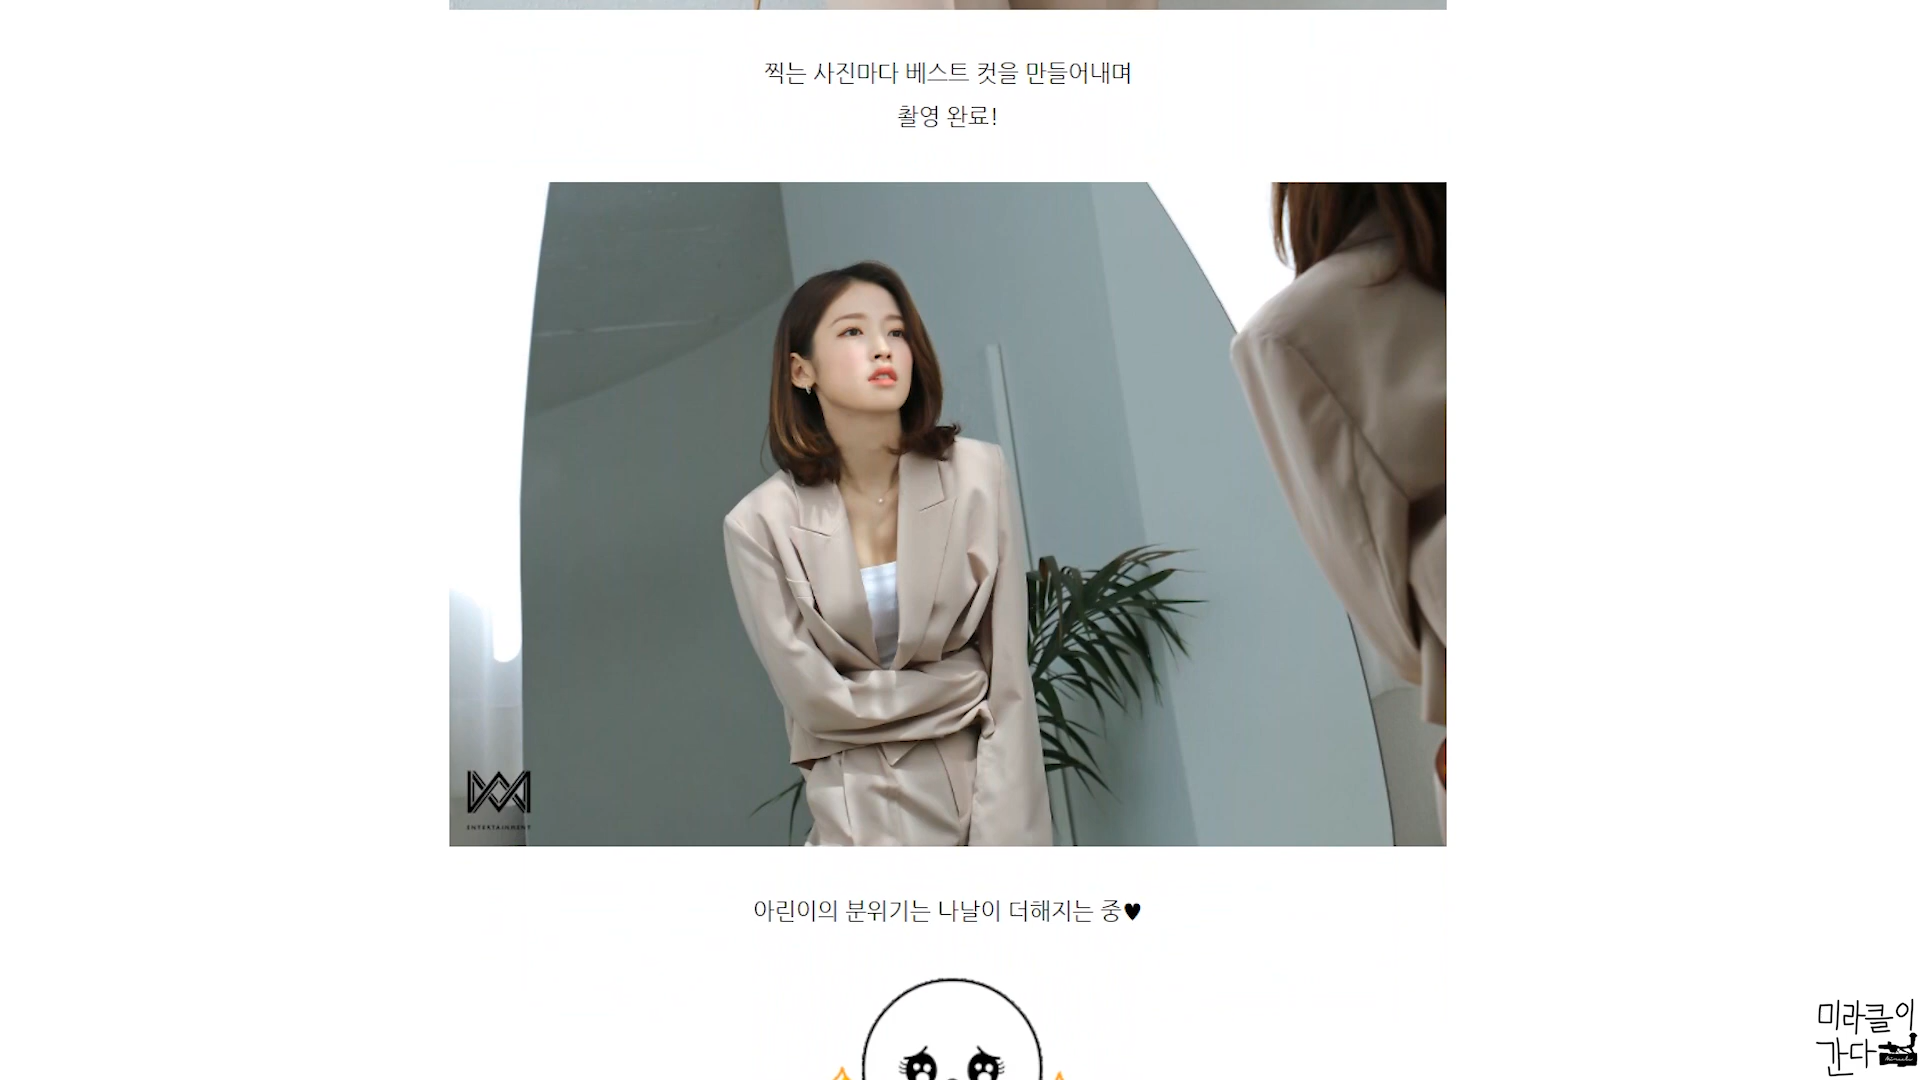 찍는 사진마다 베스트 컷을 만들어내며
촬영 완료!
ENTERTAINMENT
아린이의 분위기는 나날이 더해지는 중♥
미라클이
간다